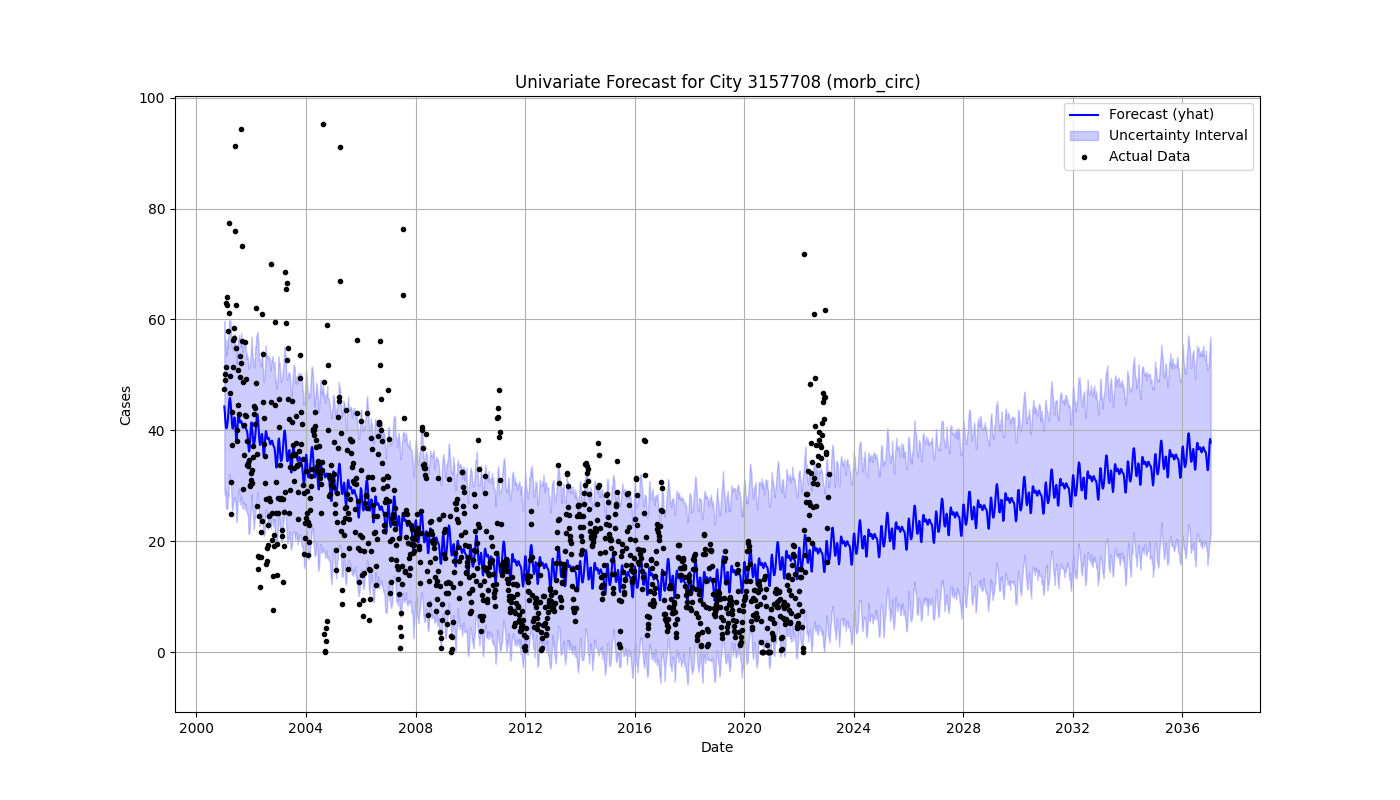 Univariate Forecast for City 3157708 (morb_circ)
Forecast (yhat)
Uncertainty Interval
Actual Data
Cases
100
80
60
40
20
0
2000 2004 2008 2012 2016 2020 2024 2028 2032 2036
Date